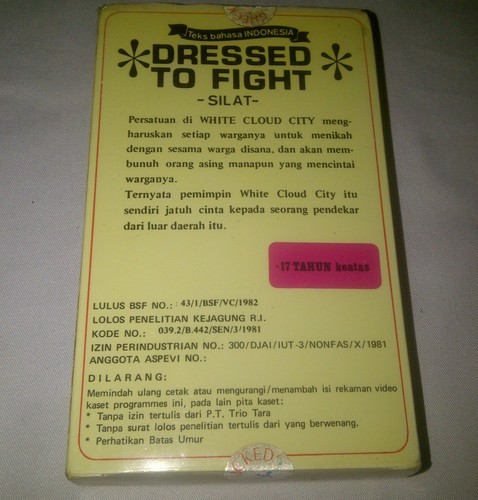 Teks bahasa INDONESIA
*DRESSED*
TO FIGHT
-SILAT-
Persatuan di WHITE CLOUD CITY meng-
haruskan setiap warganya untuk menikah
dengan sesama warga disana, dan akan mem-
bunuh orang asing manapun yang mencintai
warganya.
Ternyata pemimpin White Cloud City itu
sendiri jatuh cinta kepada seorang pendekar
dari luar daerah itu.
-17 TAHUN keatas
LULUS BSF NO.: 43/1/BSF/VC/1982
LOLOS PENELITIAN KEJAGUNG R.I.
KODE NO.: 039.2/B.442/SEN/3/1981
IZIN PERINDUSTRIAN NO.: 300/DJAI/IUT-3/NONFAS/X/1981
ANGGOTA ASPEVI NO.:
DILARANG:
Memindah ulang cetak atau mengurangi/menambah isi rekaman video
kaset programmes ini, pada lain pita kaset:
* Tanpa izin tertulis dari P.T. Trio Tara
* Tanpa surat lolos penelitian tertulis dari yang berwenang.
* Perhatikan Batas Umur